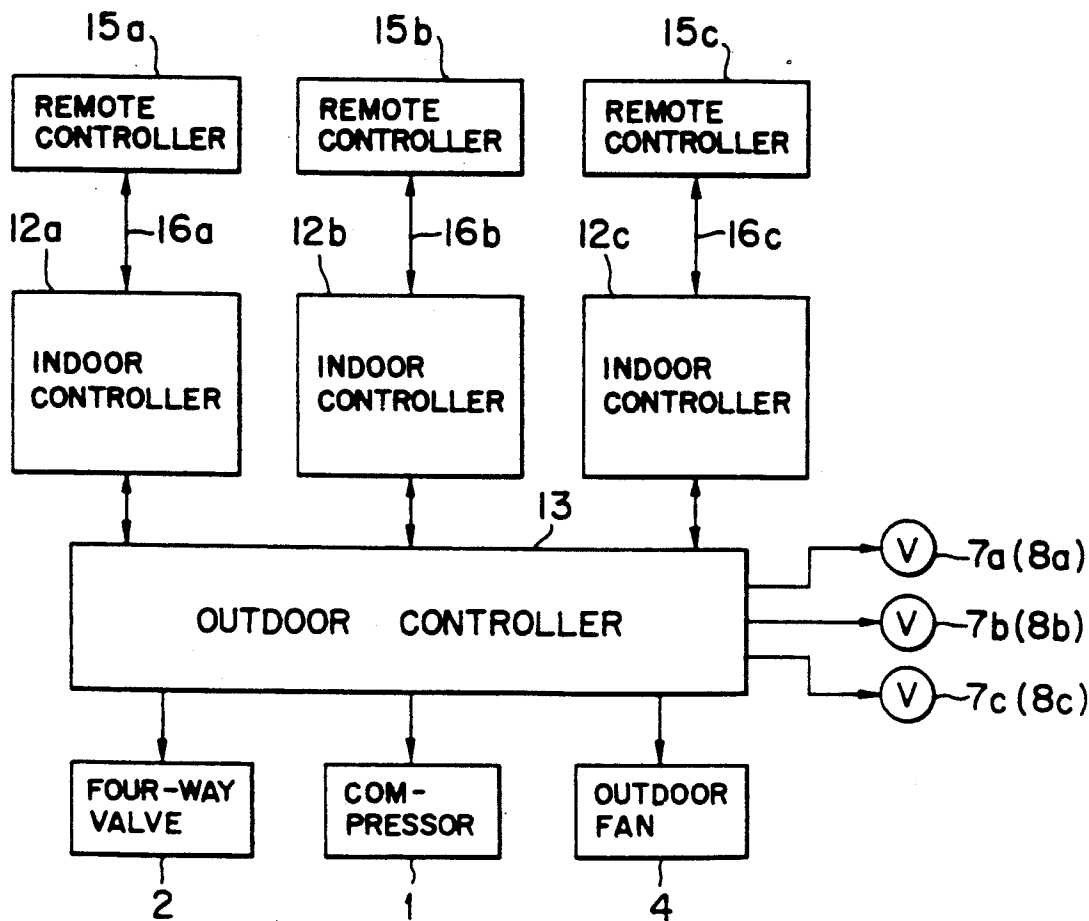 15a 15b 15c
REMOTE
CONTROLLER
REMOTE
CONTROLLER
REMOTE
CONTROLLER
12a 16a 12b 16b 12c 16c
INDOOR
CONTROLLER
INDOOR
CONTROLLER
INDOOR
CONTROLLER
13
OUTDOOR CONTROLLER
V 7a(8a)
V 7b(8b)
V 7c(8c)
FOUR-WAY
VALVE
COM-
PRESSOR
OUTDOOR
FAN
2 1 4